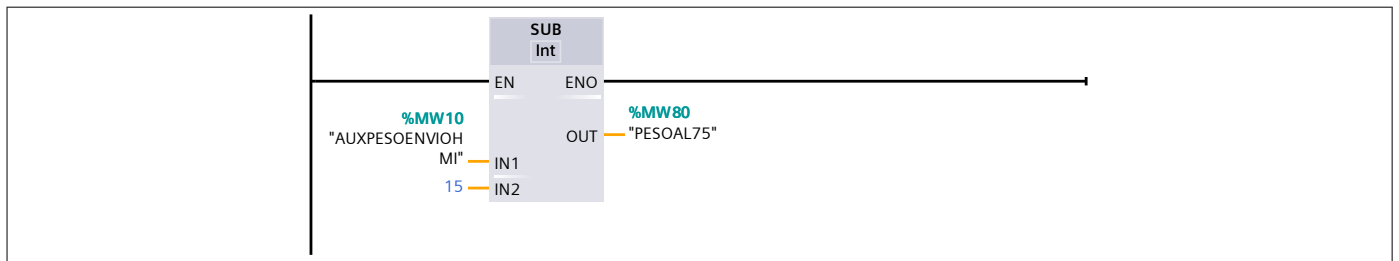 SUB
Int
EN ENO
%MW10
"AUXPESOENVIOH
MI"
IN1
15
IN2
%MW80
OUT
"PESOAL75"